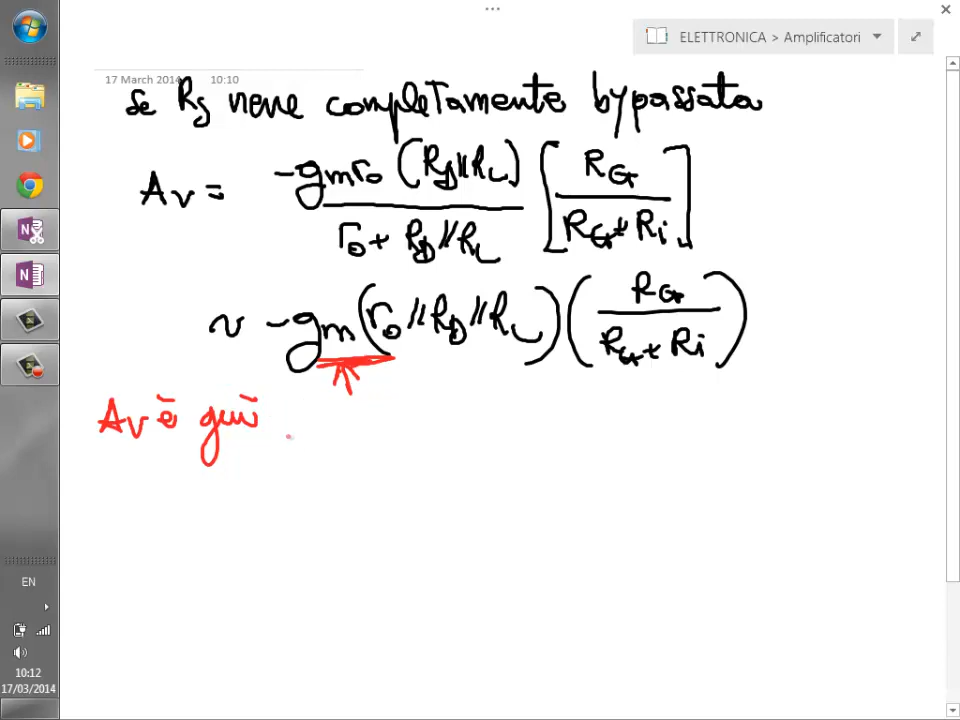 ELETTRONICA > Amplificatori
17 March 2014 10:10
Se Rs viene completamente bypassata
Av = -gmro (RD//RL) / ro + RD//RL [RG / RG + Ri]
~ -gm (ro // RD // RL) (RG / RG + Ri)
Av è
EN
10:12
17/03/2014